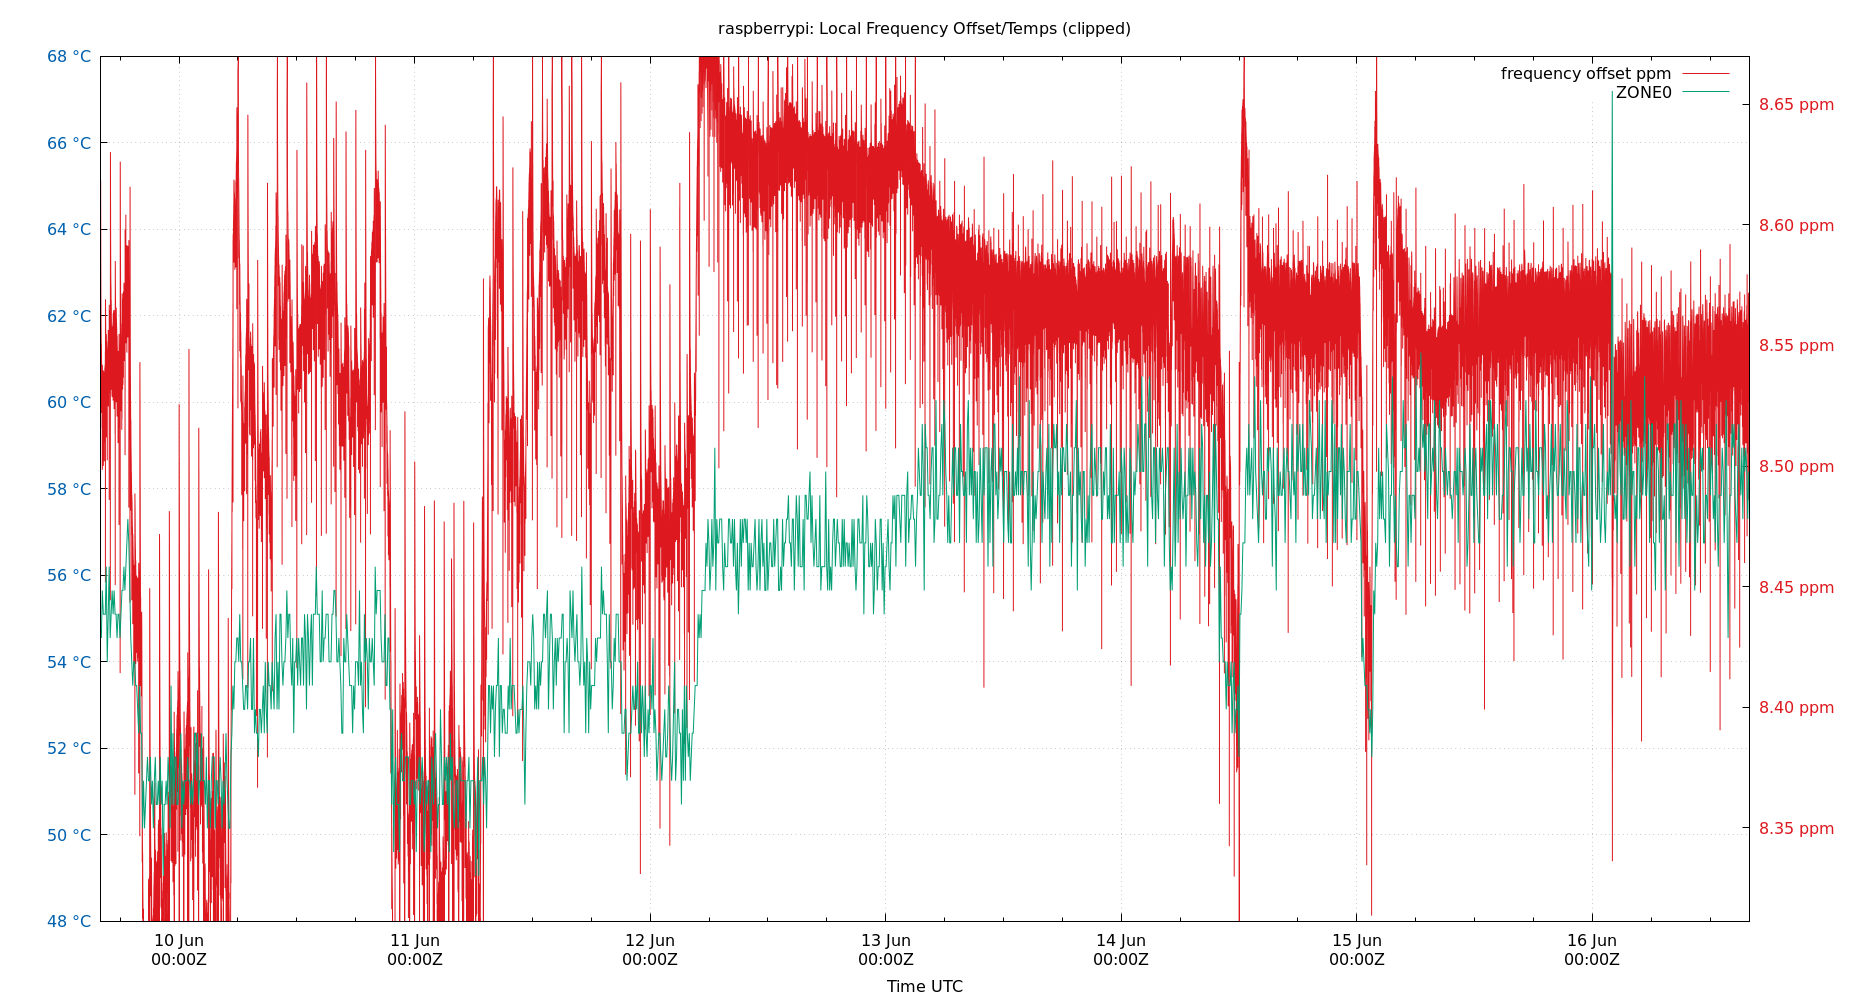 raspberrypi: Local Frequency Offset/Temps (clipped)
68 °C
66 °C
64 °C
62 °C
60 °C
58 °C
56 °C
54 °C
52 °C
50 °C
48 °C
frequency offset ppm
ZONE0
8.65 ppm
8.60 ppm
8.55 ppm
8.50 ppm
8.45 ppm
8.40 ppm
8.35 ppm
10 Jun
00:00Z
11 Jun
00:00Z
12 Jun
00:00Z
13 Jun
00:00Z
14 Jun
00:00Z
15 Jun
00:00Z
16 Jun
00:00Z
Time UTC